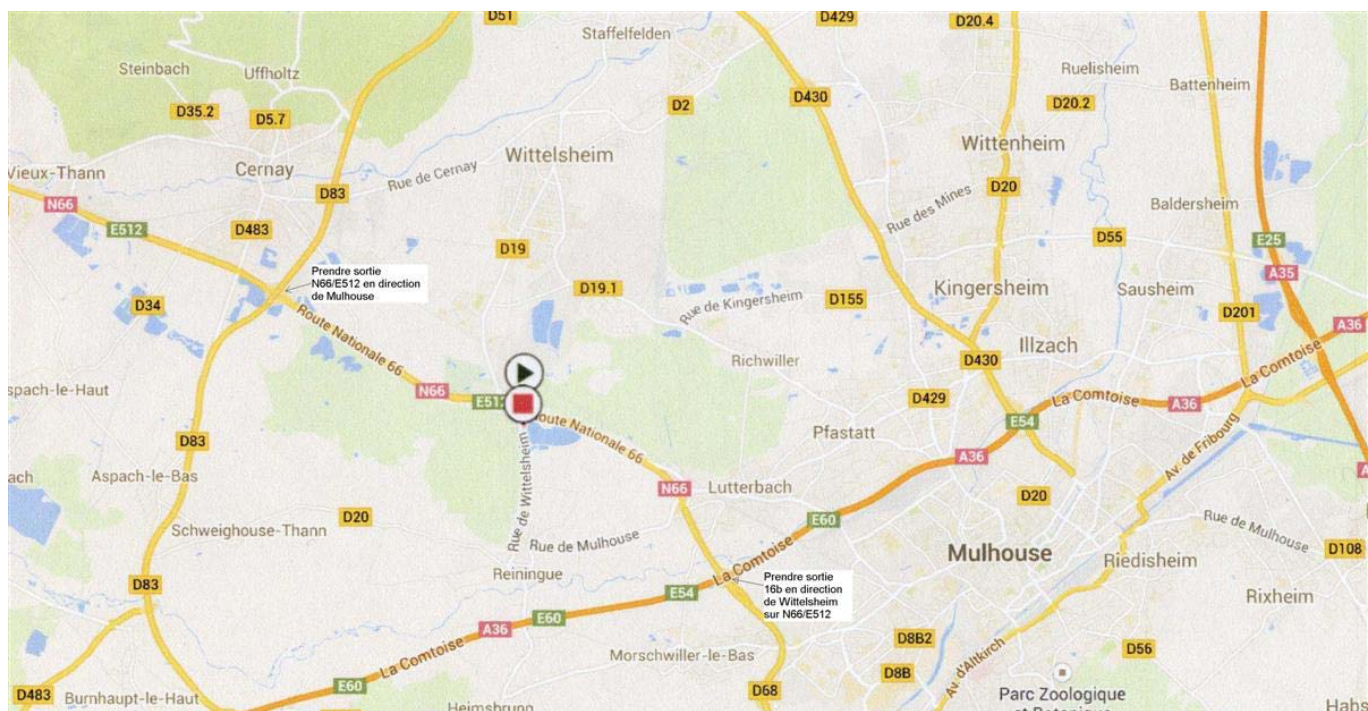 D51
D429
D20.4
Staffelfelden
Steinbach
Uffholtz
Ruelisheim
Battenheim
D35.2
D5.7
D2
D430
D20.2
Wittelsheim
Wittenheim
Cernay
Vieux-Thann
Rue de Cernay
D83
D20
N66
Rue des Mines
Baldersheim
E512
D483
D19
D55
E25
A35
Prendre sortie
N66/E512 en direction
de Mulhouse
D34
D19.1
Rue de Kingersheim
D155
Kingersheim
Sausheim
D201
Route Nationale 66
Richwiller
D430
Illzach
A36
La Comtoise
N66
D429
La Comtoise
A36
E54
Route Nationale 66
Pfastatt
D83
A36
Av. de Fribourg
Aspach-le-Bas
Rue de Wittelsheim
N66
Lutterbach
D20
D20
E60
Schweighouse-Thann
Rue de Mulhouse
Rue de Mulhouse
D108
Mulhouse
Riedisheim
Reiningue
La Comtoise
D83
E54
Prendre sortie
16b en direction
de Wittelsheim
sur N66/E512
Rixheim
E60
A36
D8B2
D56
La Comtoise
Morschwiller-le-Bas
D8B
Av. d'Altkirch
E60
D68
D483
Burnhaupt-le-Haut
Parc Zoologique
et Botanique
Heimsbrunn